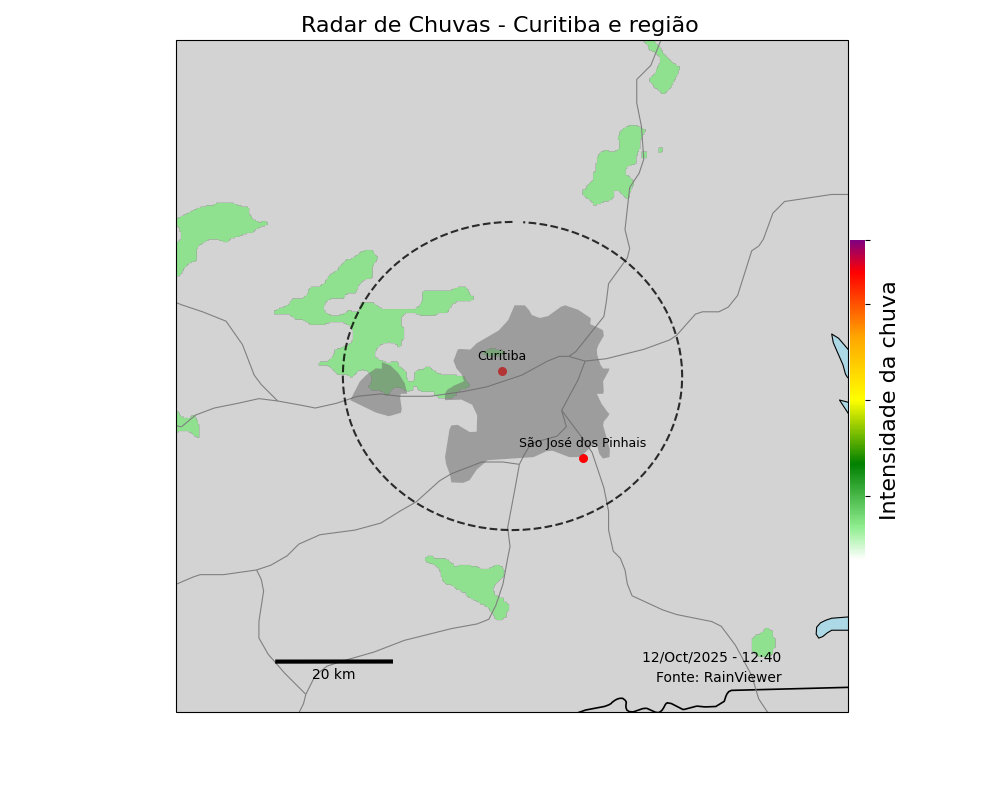 Radar de Chuvas - Curitiba e região
Curitiba
São José dos Pinhais
Intensidade da chuva
12/Oct/2025 - 12:40
Fonte: RainViewer
20 km